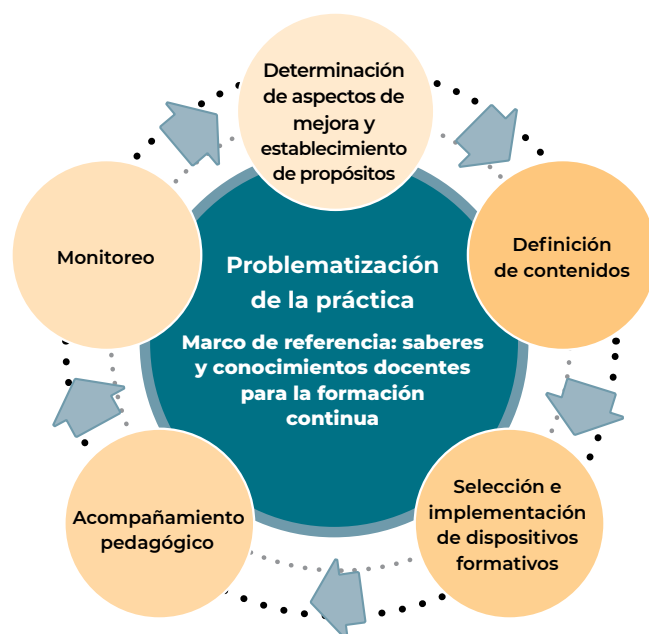 Determinación
de aspectos de
mejora y
establecimiento
de propósitos
Definición
de contenidos
Selección e
implementación
de dispositivos
formativos
Acompañamiento
pedagógico
Monitoreo
Problematización
de la práctica
Marco de referencia: saberes
y conocimientos docentes
para la formación
continua